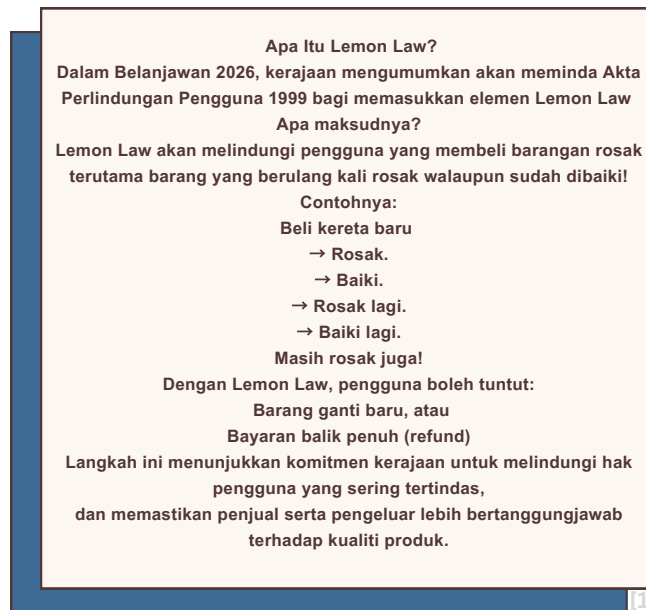 Apa Itu Lemon Law?
Dalam Belanjawan 2026, kerajaan mengumumkan akan meminda Akta
Perlindungan Pengguna 1999 bagi memasukkan elemen Lemon Law
Apa maksudnya?
Lemon Law akan melindungi pengguna yang membeli barangan rosak
terutama barang yang berulang kali rosak walaupun sudah dibaiki!
Contohnya:
Beli kereta baru
→ Rosak.
→ Baiki.
→ Rosak lagi.
→ Baiki lagi.
Masih rosak juga!
Dengan Lemon Law, pengguna boleh tuntut:
Barang ganti baru, atau
Bayaran balik penuh (refund)
Langkah ini menunjukkan komitmen kerajaan untuk melindungi hak
pengguna yang sering tertindas,
dan memastikan penjual serta pengeluar lebih bertanggungjawab
terhadap kualiti produk.